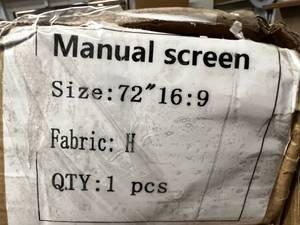 Manual screen
Size:72″16:9
Fabric: H
QTY:1 pcs